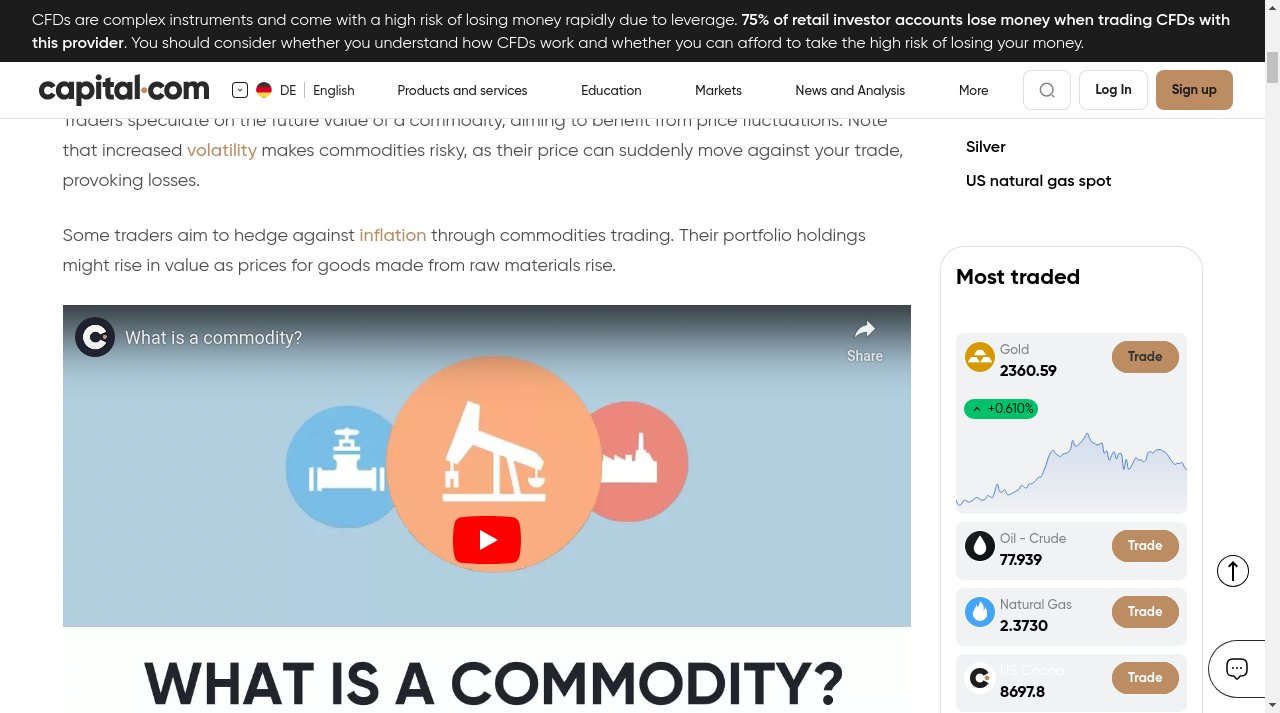 CFDs are complex instruments and come with a high risk of losing money rapidly due to leverage. 75% of retail investor accounts lose money when trading CFDs with
this provider. You should consider whether you understand how CFDs work and whether you can afford to take the high risk of losing your money.
capital.com
DE English
Products and services
Education
Markets
News and Analysis
More
Log In
Sign up
Traders speculate on the future value of a commodity, aiming to benefit from price fluctuations. Note
that increased volatility makes commodities risky, as their price can suddenly move against your trade,
provoking losses.
Some traders aim to hedge against inflation through commodities trading. Their portfolio holdings
might rise in value as prices for goods made from raw materials rise.
What is a commodity?
Share
WHAT IS A COMMODITY?
Silver
US natural gas spot
Most traded
Gold
2360.59
Trade
+0.610%
Oil - Crude
77.939
Trade
Natural Gas
2.3730
Trade
US Cocoa
8697.8
Trade